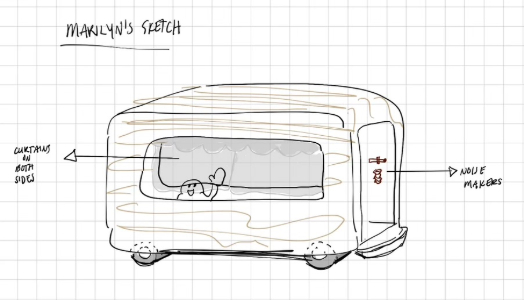 MARILYN'S SKETCH
CURTAINS
ON
BOTH
SIDES
NOISE
MAKERS